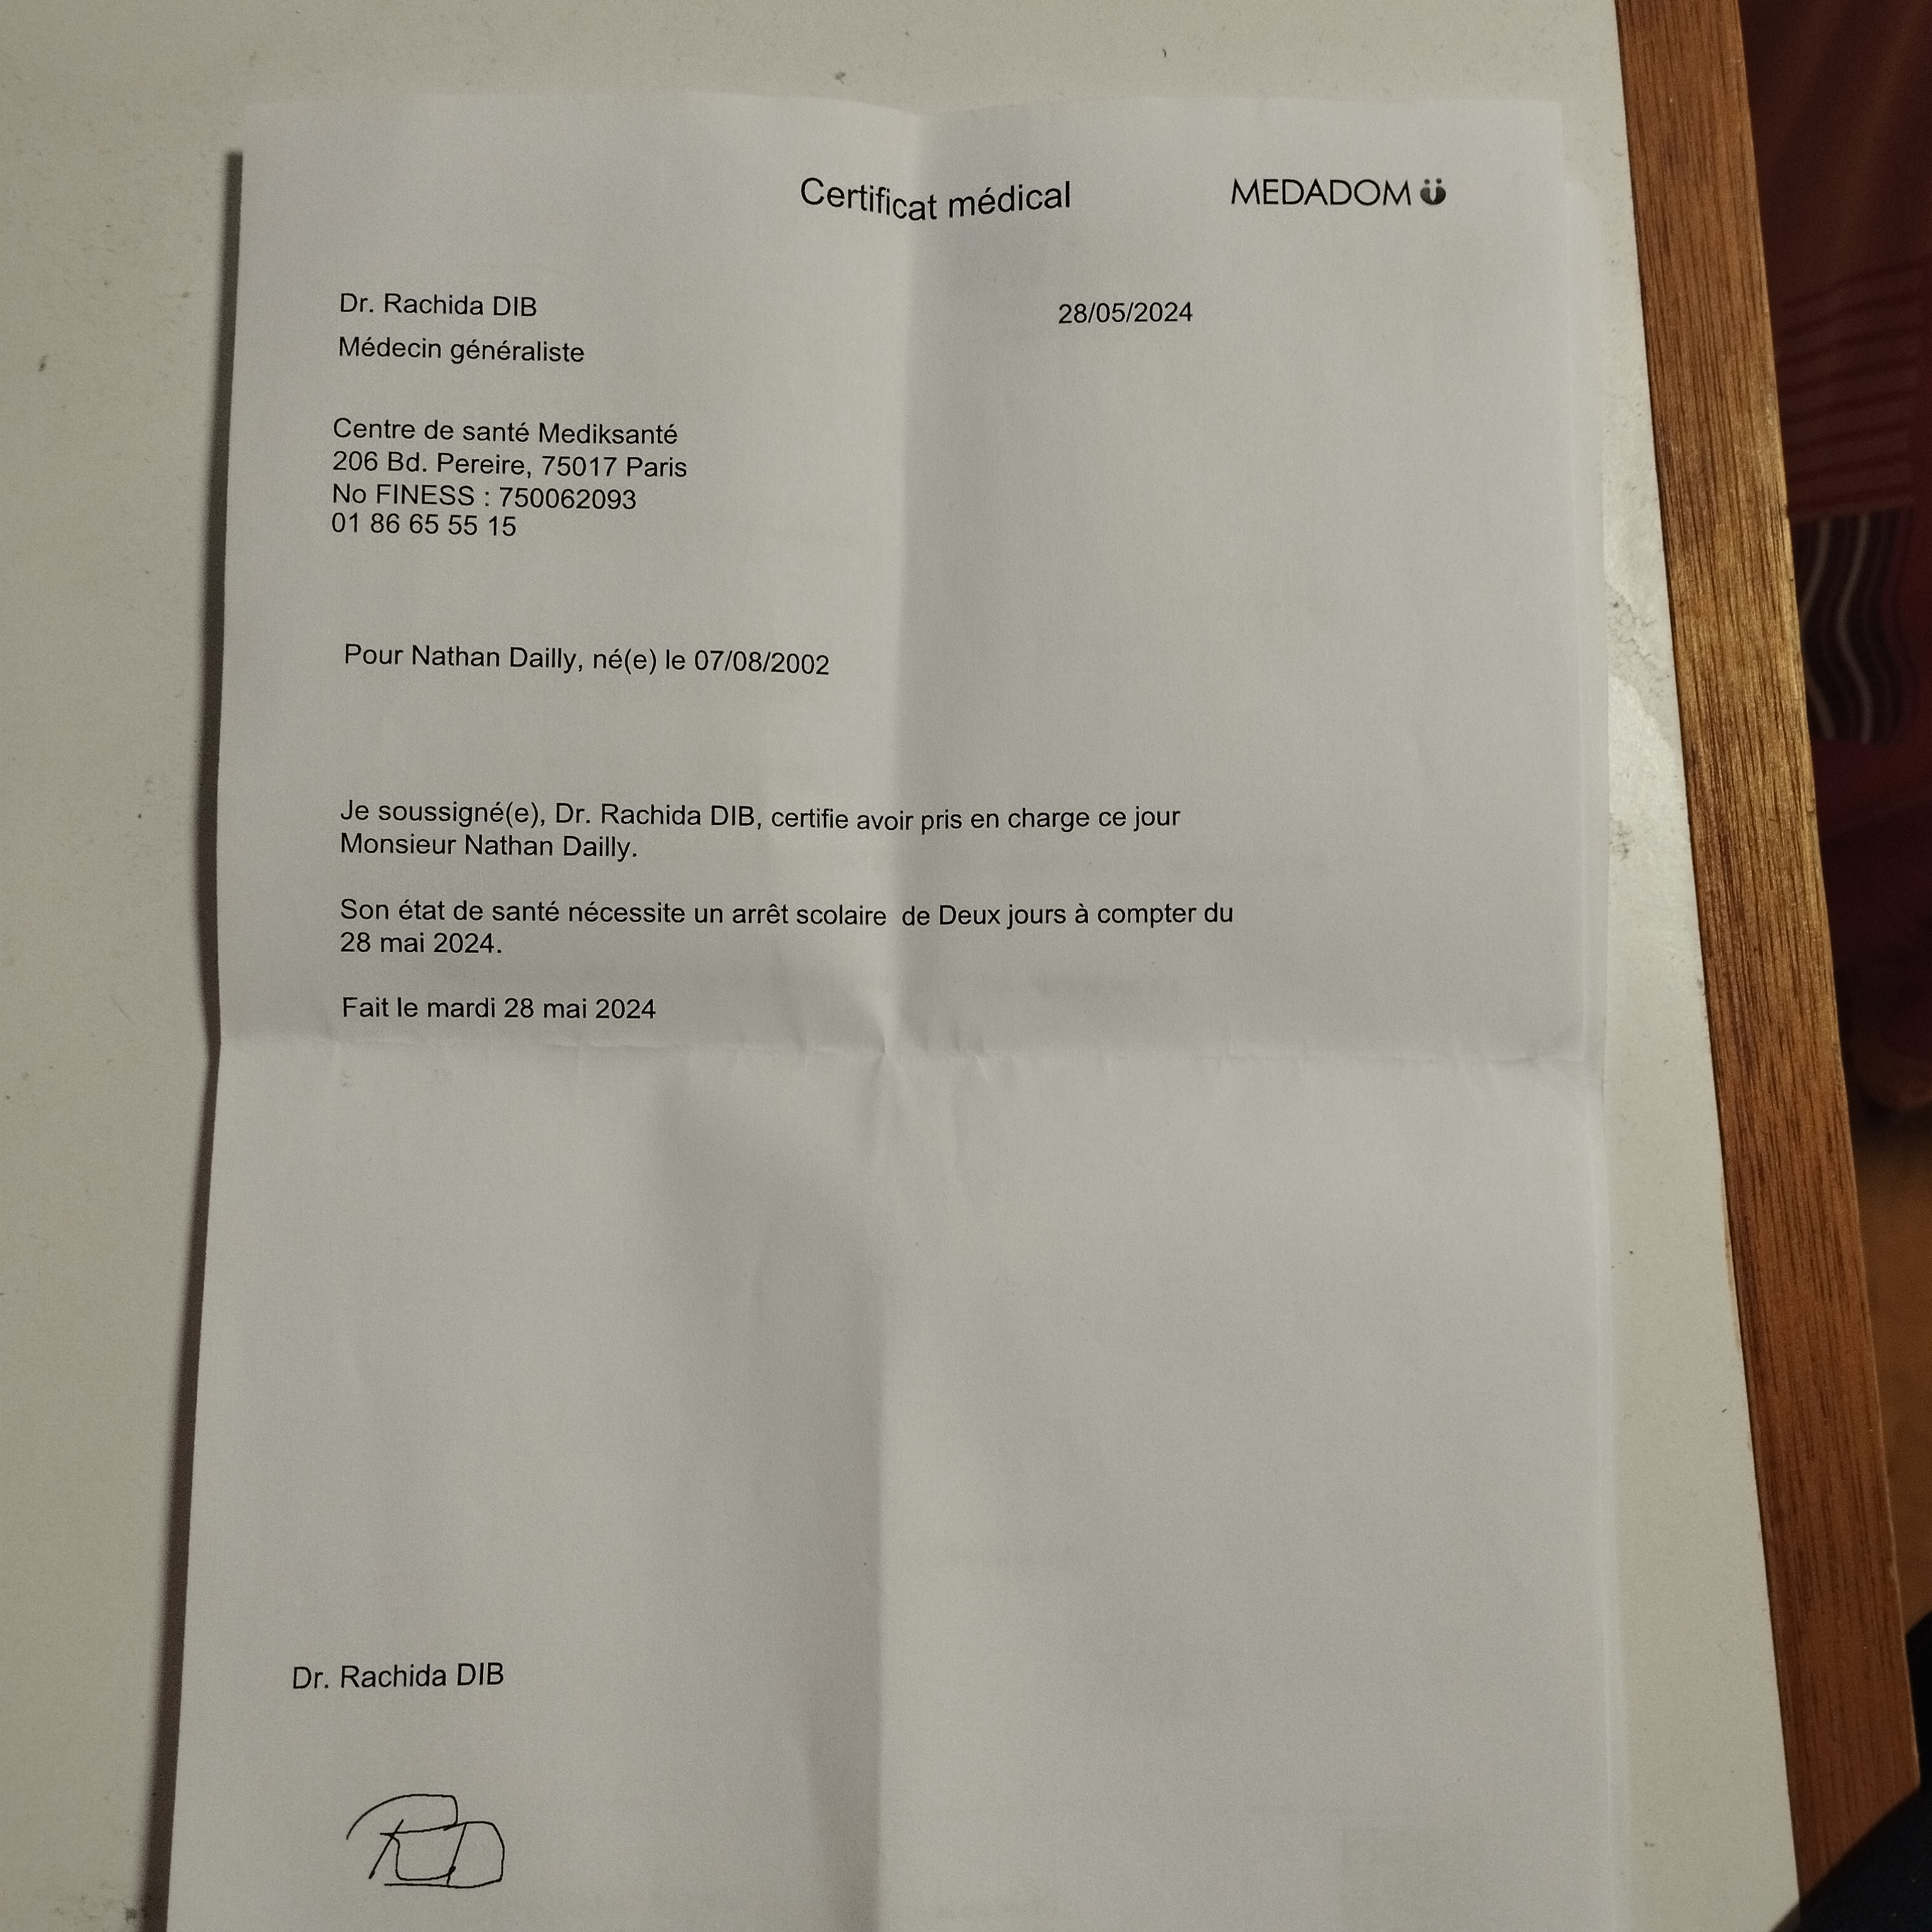 Certificat médical
MEDADOM
Dr. Rachida DIB
28/05/2024
Médecin généraliste
Centre de santé Mediksanté
206 Bd. Pereire, 75017 Paris
No FINESS : 750062093
01 86 65 55 15
Pour Nathan Dailly, né(e) le 07/08/2002
Je soussigné(e), Dr. Rachida DIB, certifie avoir pris en charge ce jour
Monsieur Nathan Dailly.
Son état de santé nécessite un arrêt scolaire  de Deux jours à compter du
28 mai 2024.
Fait le mardi 28 mai 2024
Dr. Rachida DIB
RD